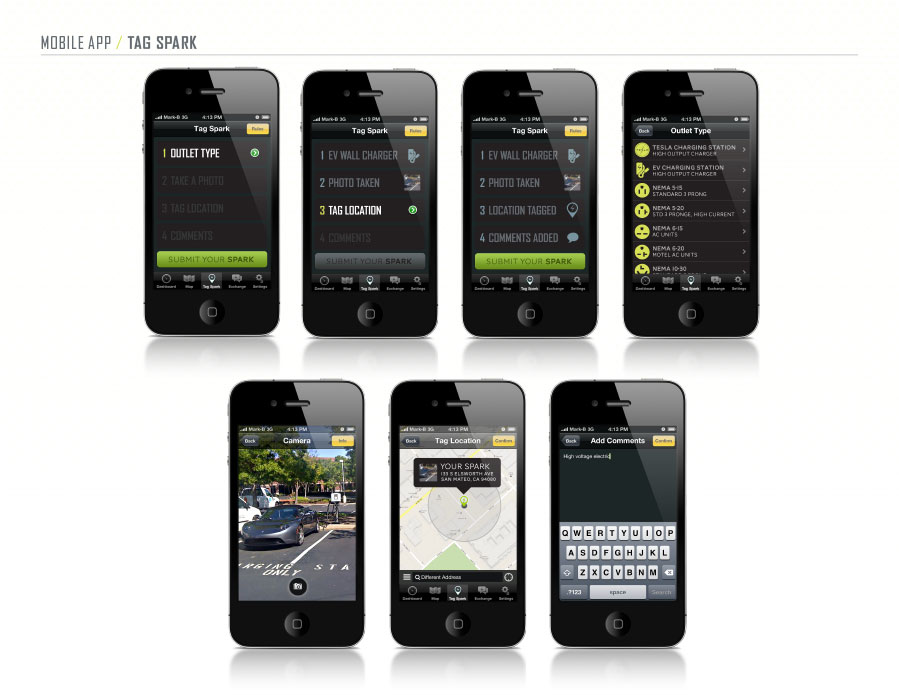 MOBILE APP / TAG SPARK
Mark-B 3G 4:13 PM
Tag Spark
Rules
1 OUTLET TYPE
2 TAKE A PHOTO
3 TAG LOCATION
4 COMMENTS
SUBMIT YOUR SPARK
Dashboard Map Tag Spark Exchange Settings
Mark-B 3G 4:13 PM
Tag Spark
Rules
1 EV WALL CHARGER
2 PHOTO TAKEN
3 TAG LOCATION
4 COMMENTS
SUBMIT YOUR SPARK
Dashboard Map Tag Spark Exchange Settings
Mark-B 3G 4:13 PM
Tag Spark
Rules
1 EV WALL CHARGER
2 PHOTO TAKEN
3 LOCATION TAGGED
4 COMMENTS ADDED
SUBMIT YOUR SPARK
Dashboard Map Tag Spark Exchange Settings
Mark-B 3G 4:13 PM
Back Outlet Type
TESLA CHARGING STATION
HIGH OUTPUT CHARGER
EV CHARGING STATION
HIGH OUTPUT CHARGER
NEMA 5-15
STANDARD 3 PRONG
NEMA 5-20
STD 3 PRONGE, HIGH CURRENT
NEMA 6-15
AC UNITS
NEMA 6-20
MOTEL AC UNITS
NEMA 10-30
Dashboard Map Tag Spark Exchange Settings
Mark-B 3G 4:13 PM
Back Camera Info
ONLY
Mark-B 3G 4:13 PM
Back Tag Location Confirm
YOUR SPARK
133 S ELSWORTH AVE
SAN MATEO, CA 94080
Different Address
Dashboard Map Tag Spark Exchange Settings
Mark-B 3G 4:13 PM
Back Add Comments Confirm
High voltage electric
Q W E R T Y U I O P
A S D F G H J K L
Z X C V B N M
.?123 space Search